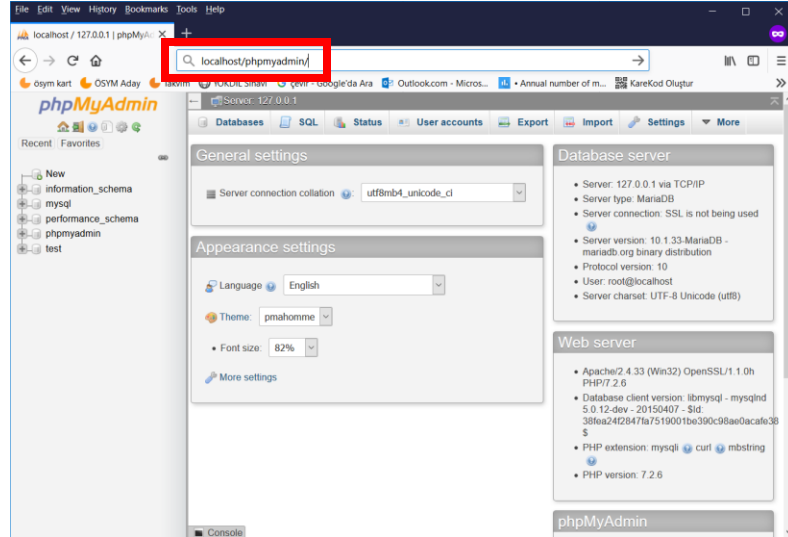 File Edit View History Bookmarks Tools Help
localhost / 127.0.0.1 | phpMyAd
localhost/phpmyadmin/
ösym kart ÖSYM Aday Takvim YÖKDİL Sınavı çevir - Google'da Ara Outlook.com - Micros... • Annual number of m... KareKod Oluştur
phpMyAdmin
Recent Favorites
New
information_schema
mysql
performance_schema
phpmyadmin
test
Server: 127.0.0.1
Databases SQL Status User accounts Export Import Settings More
General settings
Server connection collation : utf8mb4_unicode_ci
Appearance settings
Language English
Theme: pmahomme
• Font size: 82%
More settings
Database server
• Server: 127.0.0.1 via TCP/IP
• Server type: MariaDB
• Server connection: SSL is not being used
• Server version: 10.1.33-MariaDB -
mariadb.org binary distribution
• Protocol version: 10
• User: root@localhost
• Server charset: UTF-8 Unicode (utf8)
Web server
• Apache/2.4.33 (Win32) OpenSSL/1.1.0h
PHP/7.2.6
• Database client version: libmysql - mysqlnd
5.0.12-dev - 20150407 - $Id:
38fea24f2847fa7519001be390c98ae0acafe38
$
• PHP extension: mysqli curl mbstring
• PHP version: 7.2.6
phpMyAdmin
Console